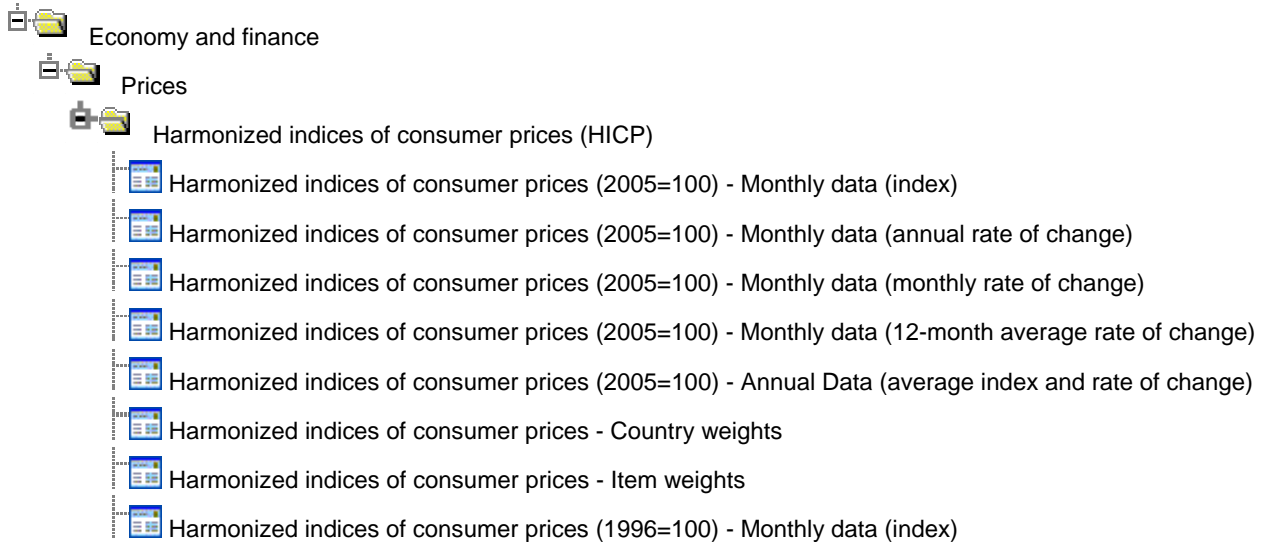 Economy and finance
Prices
Harmonized indices of consumer prices (HICP)
Harmonized indices of consumer prices (2005=100) - Monthly data (index)
Harmonized indices of consumer prices (2005=100) - Monthly data (annual rate of change)
Harmonized indices of consumer prices (2005=100) - Monthly data (monthly rate of change)
Harmonized indices of consumer prices (2005=100) - Monthly data (12-month average rate of change)
Harmonized indices of consumer prices (2005=100) - Annual Data (average index and rate of change)
Harmonized indices of consumer prices - Country weights
Harmonized indices of consumer prices - Item weights
Harmonized indices of consumer prices (1996=100) - Monthly data (index)